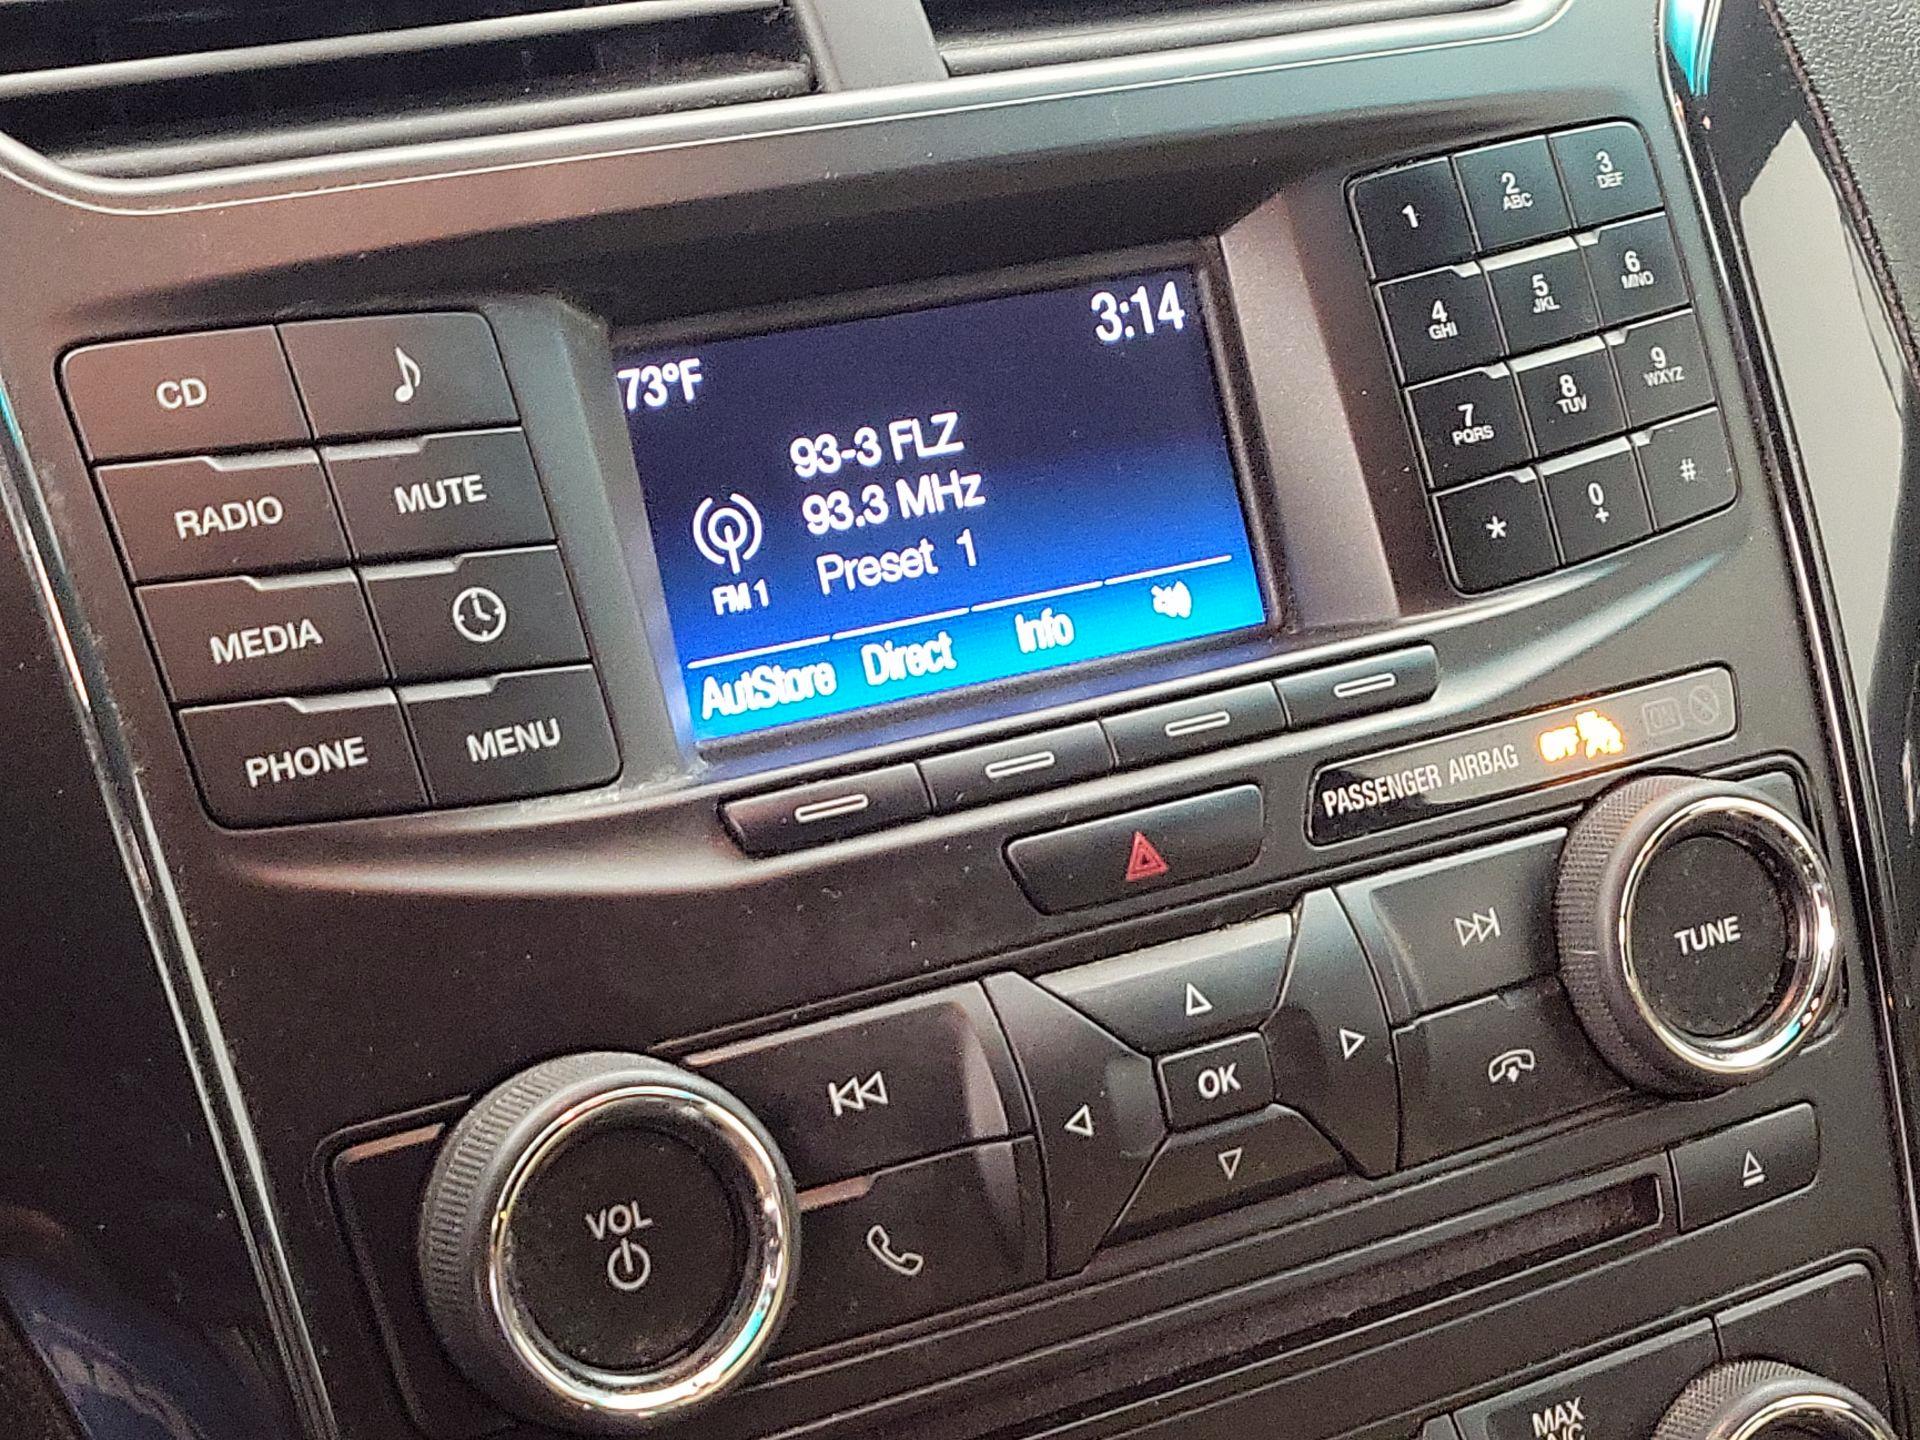 3:14
73°F
93-3 FLZ
93.3 MHz
Preset 1
FM 1
AutStore Direct Info
CD
RADIO MUTE
MEDIA
PHONE MENU
1 2 ABC 3 DEF
4 GHI 5 JKL 6 MNO
7 PQRS 8 TUV 9 WXYZ
* 0 + #
PASSENGER AIRBAG OFF ON
TUNE
OK
VOL
MAX
A/C